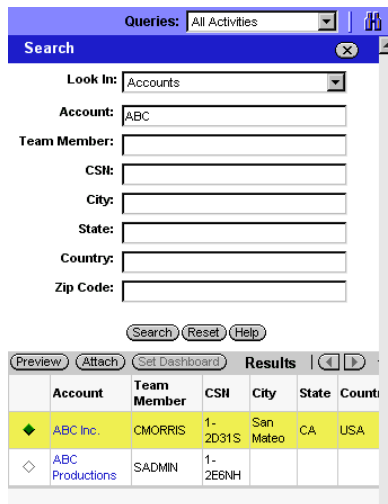 Queries: All Activities
Search
Look In: Accounts
Account: ABC
Team Member:
CSN:
City:
State:
Country:
Zip Code:
Search Reset Help
Preview Attach Set Dashboard Results
Account Team Member CSN City State Count
ABC Inc. CMORRIS 1-2D31S San Mateo CA USA
ABC Productions SADMIN 1-2E6NH